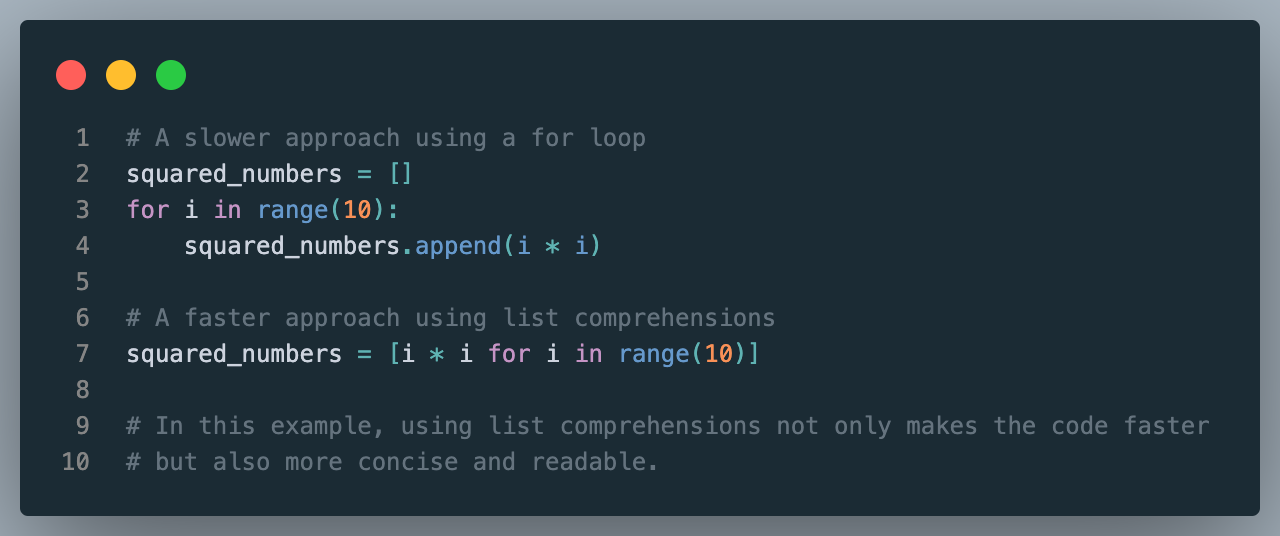 1 # A slower approach using a for loop
2 squared_numbers = []
3 for i in range(10):
4     squared_numbers.append(i * i)
5
6 # A faster approach using list comprehensions
7 squared_numbers = [i * i for i in range(10)]
8
9 # In this example, using list comprehensions not only makes the code faster
10 # but also more concise and readable.